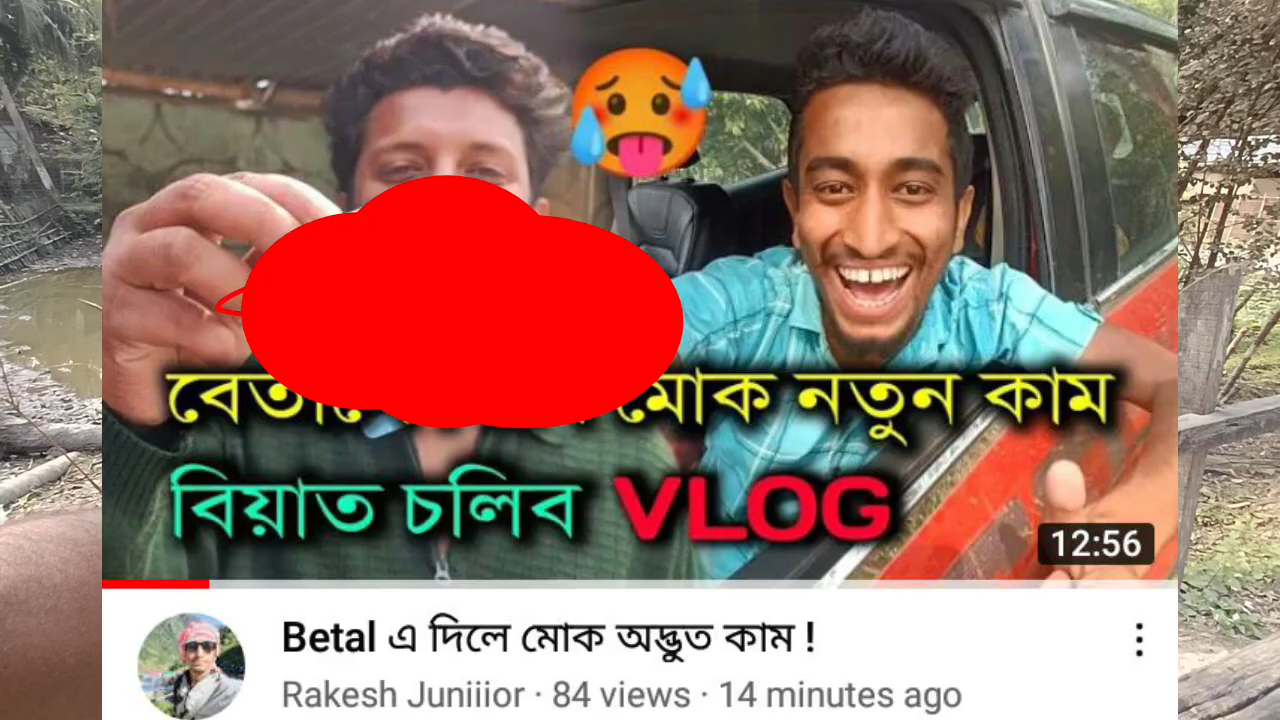 মোক নতুন কাম
বিয়াত চলিব VLOG
12:56
Betal এ দিলে মোক অদ্ভুত কাম !
Rakesh Juniiior · 84 views · 14 minutes ago